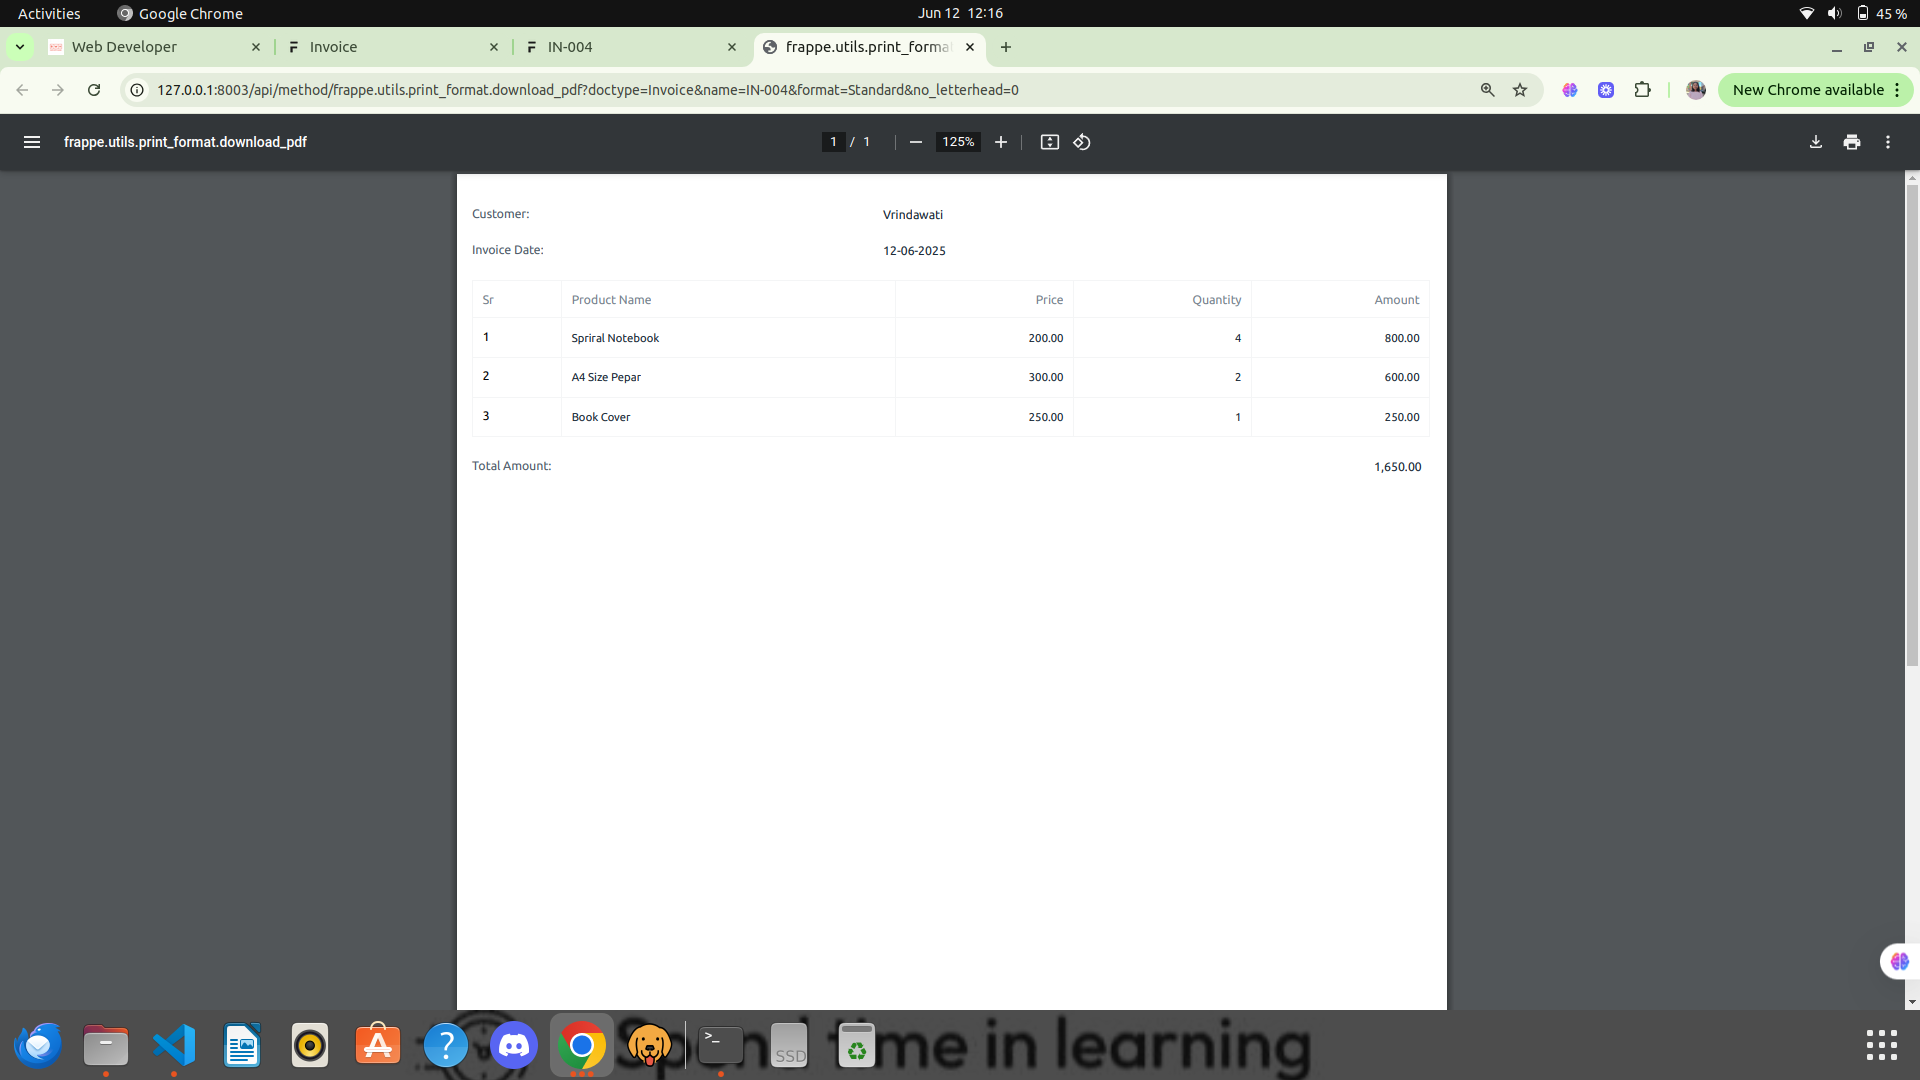 Activities Google Chrome Jun 12 12:16 45 %
Web Developer Invoice IN-004 frappe.utils.print_forma
127.0.0.1:8003/api/method/frappe.utils.print_format.download_pdf?doctype=Invoice&name=IN-004&format=Standard&no_letterhead=0 New Chrome available
frappe.utils.print_format.download_pdf 1 / 1 125%
Customer: Vrindawati
Invoice Date: 12-06-2025
Sr Product Name Price Quantity Amount
1 Spriral Notebook 200.00 4 800.00
2 A4 Size Pepar 300.00 2 600.00
3 Book Cover 250.00 1 250.00
Total Amount: 1,650.00
SSD
time in learning